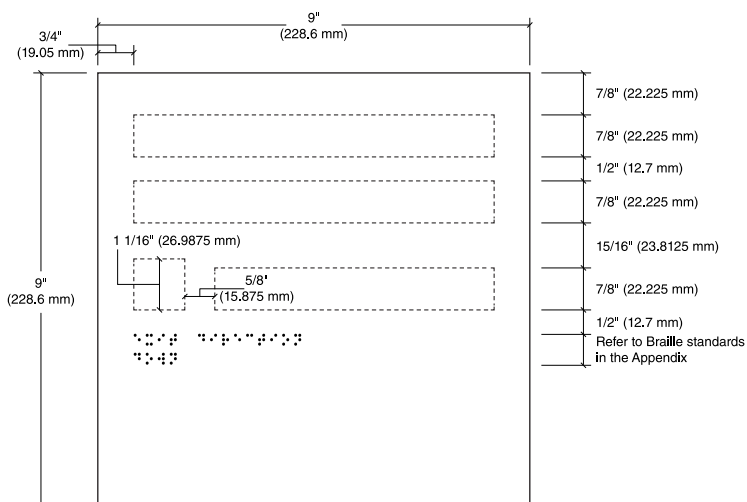 9"
(228.6 mm)
3/4"
(19.05 mm)
7/8" (22.225 mm)
7/8" (22.225 mm)
1/2" (12.7 mm)
7/8" (22.225 mm)
1 1/16" (26.9875 mm)
15/16" (23.8125 mm)
9"
(228.6 mm)
5/8"
(15.875 mm)
7/8" (22.225 mm)
1/2" (12.7 mm)
Refer to Braille standards
in the Appendix
⠑⠭⠊⠞ ⠙⠊⠗⠑⠉⠞⠊⠕⠝
⠙⠕⠺⠝